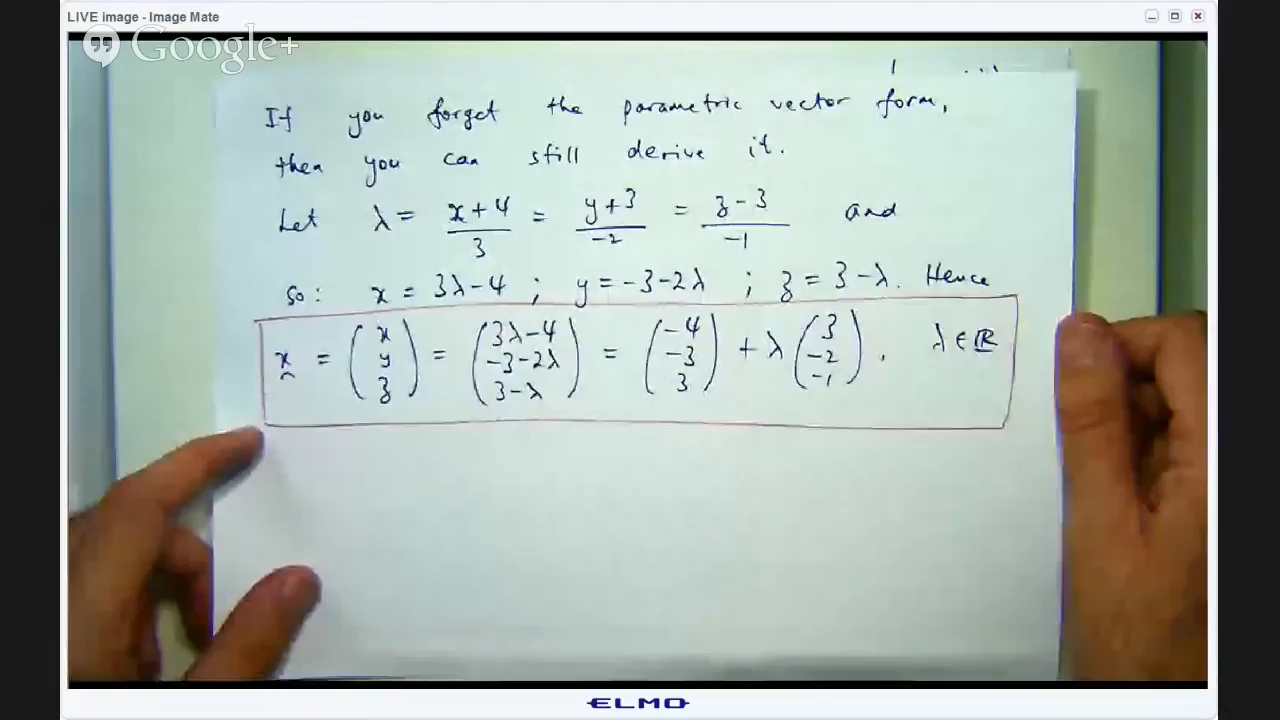 LIVE image - Image Mate
Google+
If you forget the parametric vector form,
then you can still derive it.
Let λ = x+4/3 = y+3/-2 = z-3/-1 and
So: x = 3λ-4 ; y = -3-2λ ; z = 3-λ. Hence
x = (x y z) = (3λ-4 -3-2λ 3-λ) = (-4 -3 3) + λ (3 -2 -1), λ ∈ ℝ
ELMO